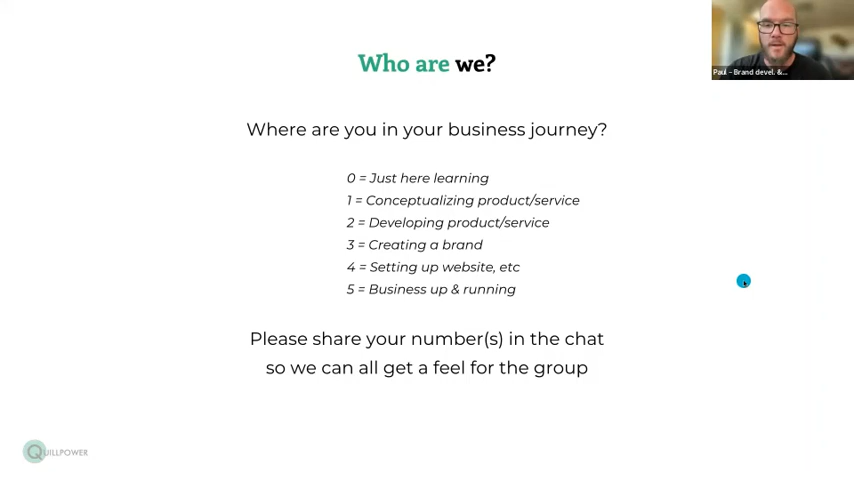 Who are we?
Paul – Brand devel. &...
Where are you in your business journey?
0 = Just here learning
1 = Conceptualizing product/service
2 = Developing product/service
3 = Creating a brand
4 = Setting up website, etc
5 = Business up & running
Please share your number(s) in the chat
so we can all get a feel for the group
QUILLPOWER